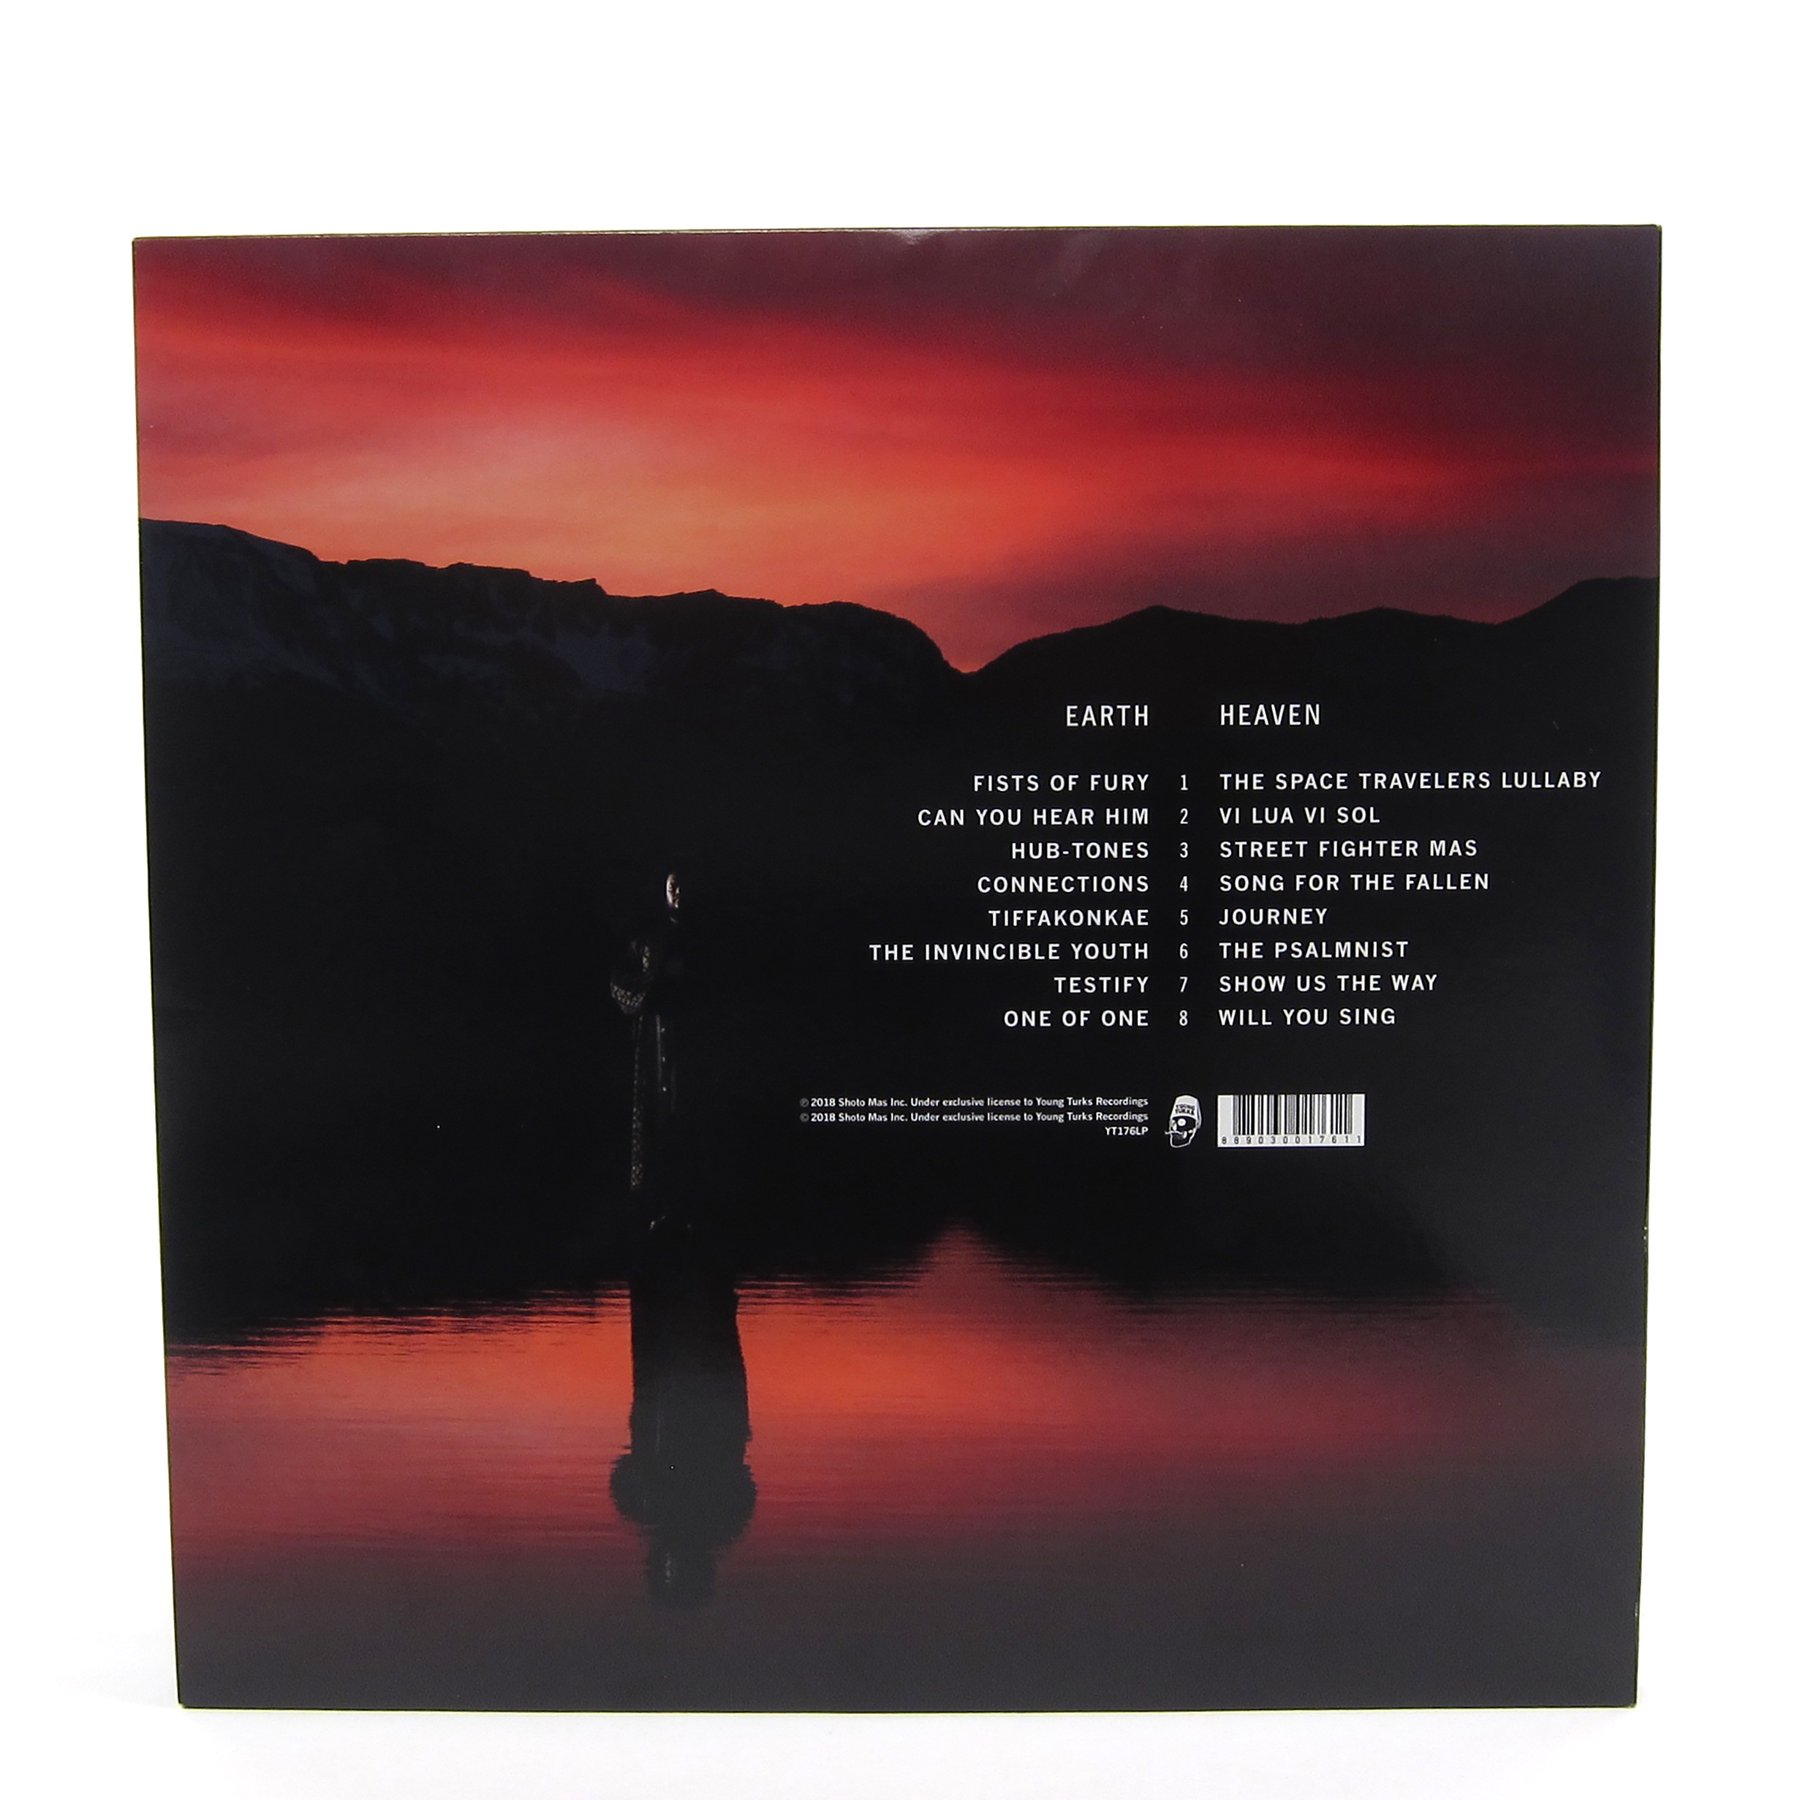 EARTH HEAVEN
FISTS OF FURY 1 THE SPACE TRAVELERS LULLABY
CAN YOU HEAR HIM 2 VI LUA VI SOL
HUB-TONES 3 STREET FIGHTER MAS
CONNECTIONS 4 SONG FOR THE FALLEN
TIFFAKONKAE 5 JOURNEY
THE INVINCIBLE YOUTH 6 THE PSALMNIST
TESTIFY 7 SHOW US THE WAY
ONE OF ONE 8 WILL YOU SING
℗ 2018 Shoto Mas Inc. Under exclusive license to Young Turks Recordings
© 2018 Shoto Mas Inc. Under exclusive license to Young Turks Recordings
YT176LP
YOUNG
TURKS
889030017611